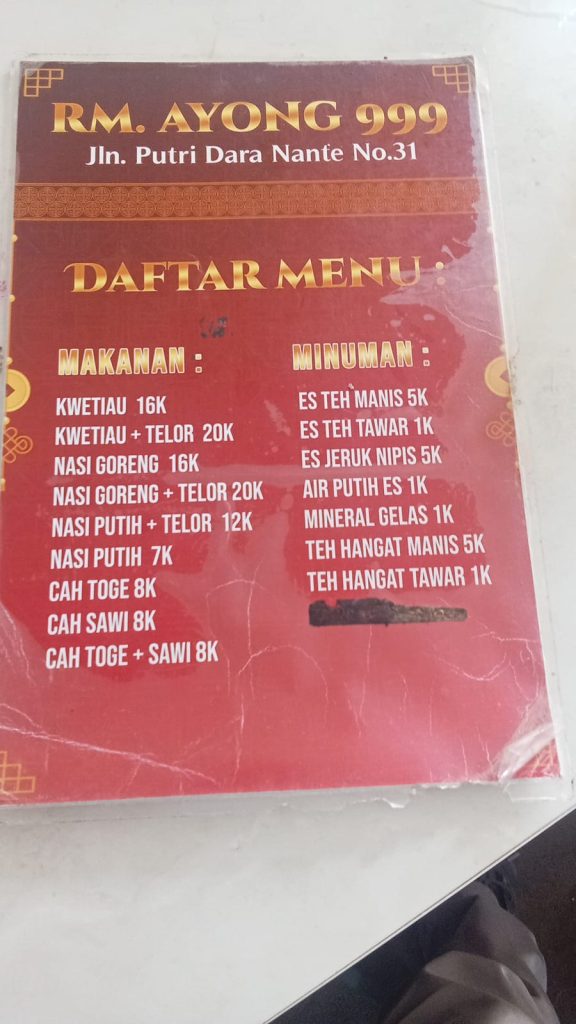 RM. AYONG 999
Jln. Putri Dara Nante No.31
DAFTAR MENU :
MAKANAN :
KWETIAU 16K
KWETIAU + TELOR 20K
NASI GORENG 16K
NASI GORENG + TELOR 20K
NASI PUTIH + TELOR 12K
NASI PUTIH 7K
CAH TOGE 8K
CAH SAWI 8K
CAH TOGE + SAWI 8K
MINUMAN :
ES TEH MANIS 5K
ES TEH TAWAR 1K
ES JERUK NIPIS 5K
AIR PUTIH ES 1K
MINERAL GELAS 1K
TEH HANGAT MANIS 5K
TEH HANGAT TAWAR 1K